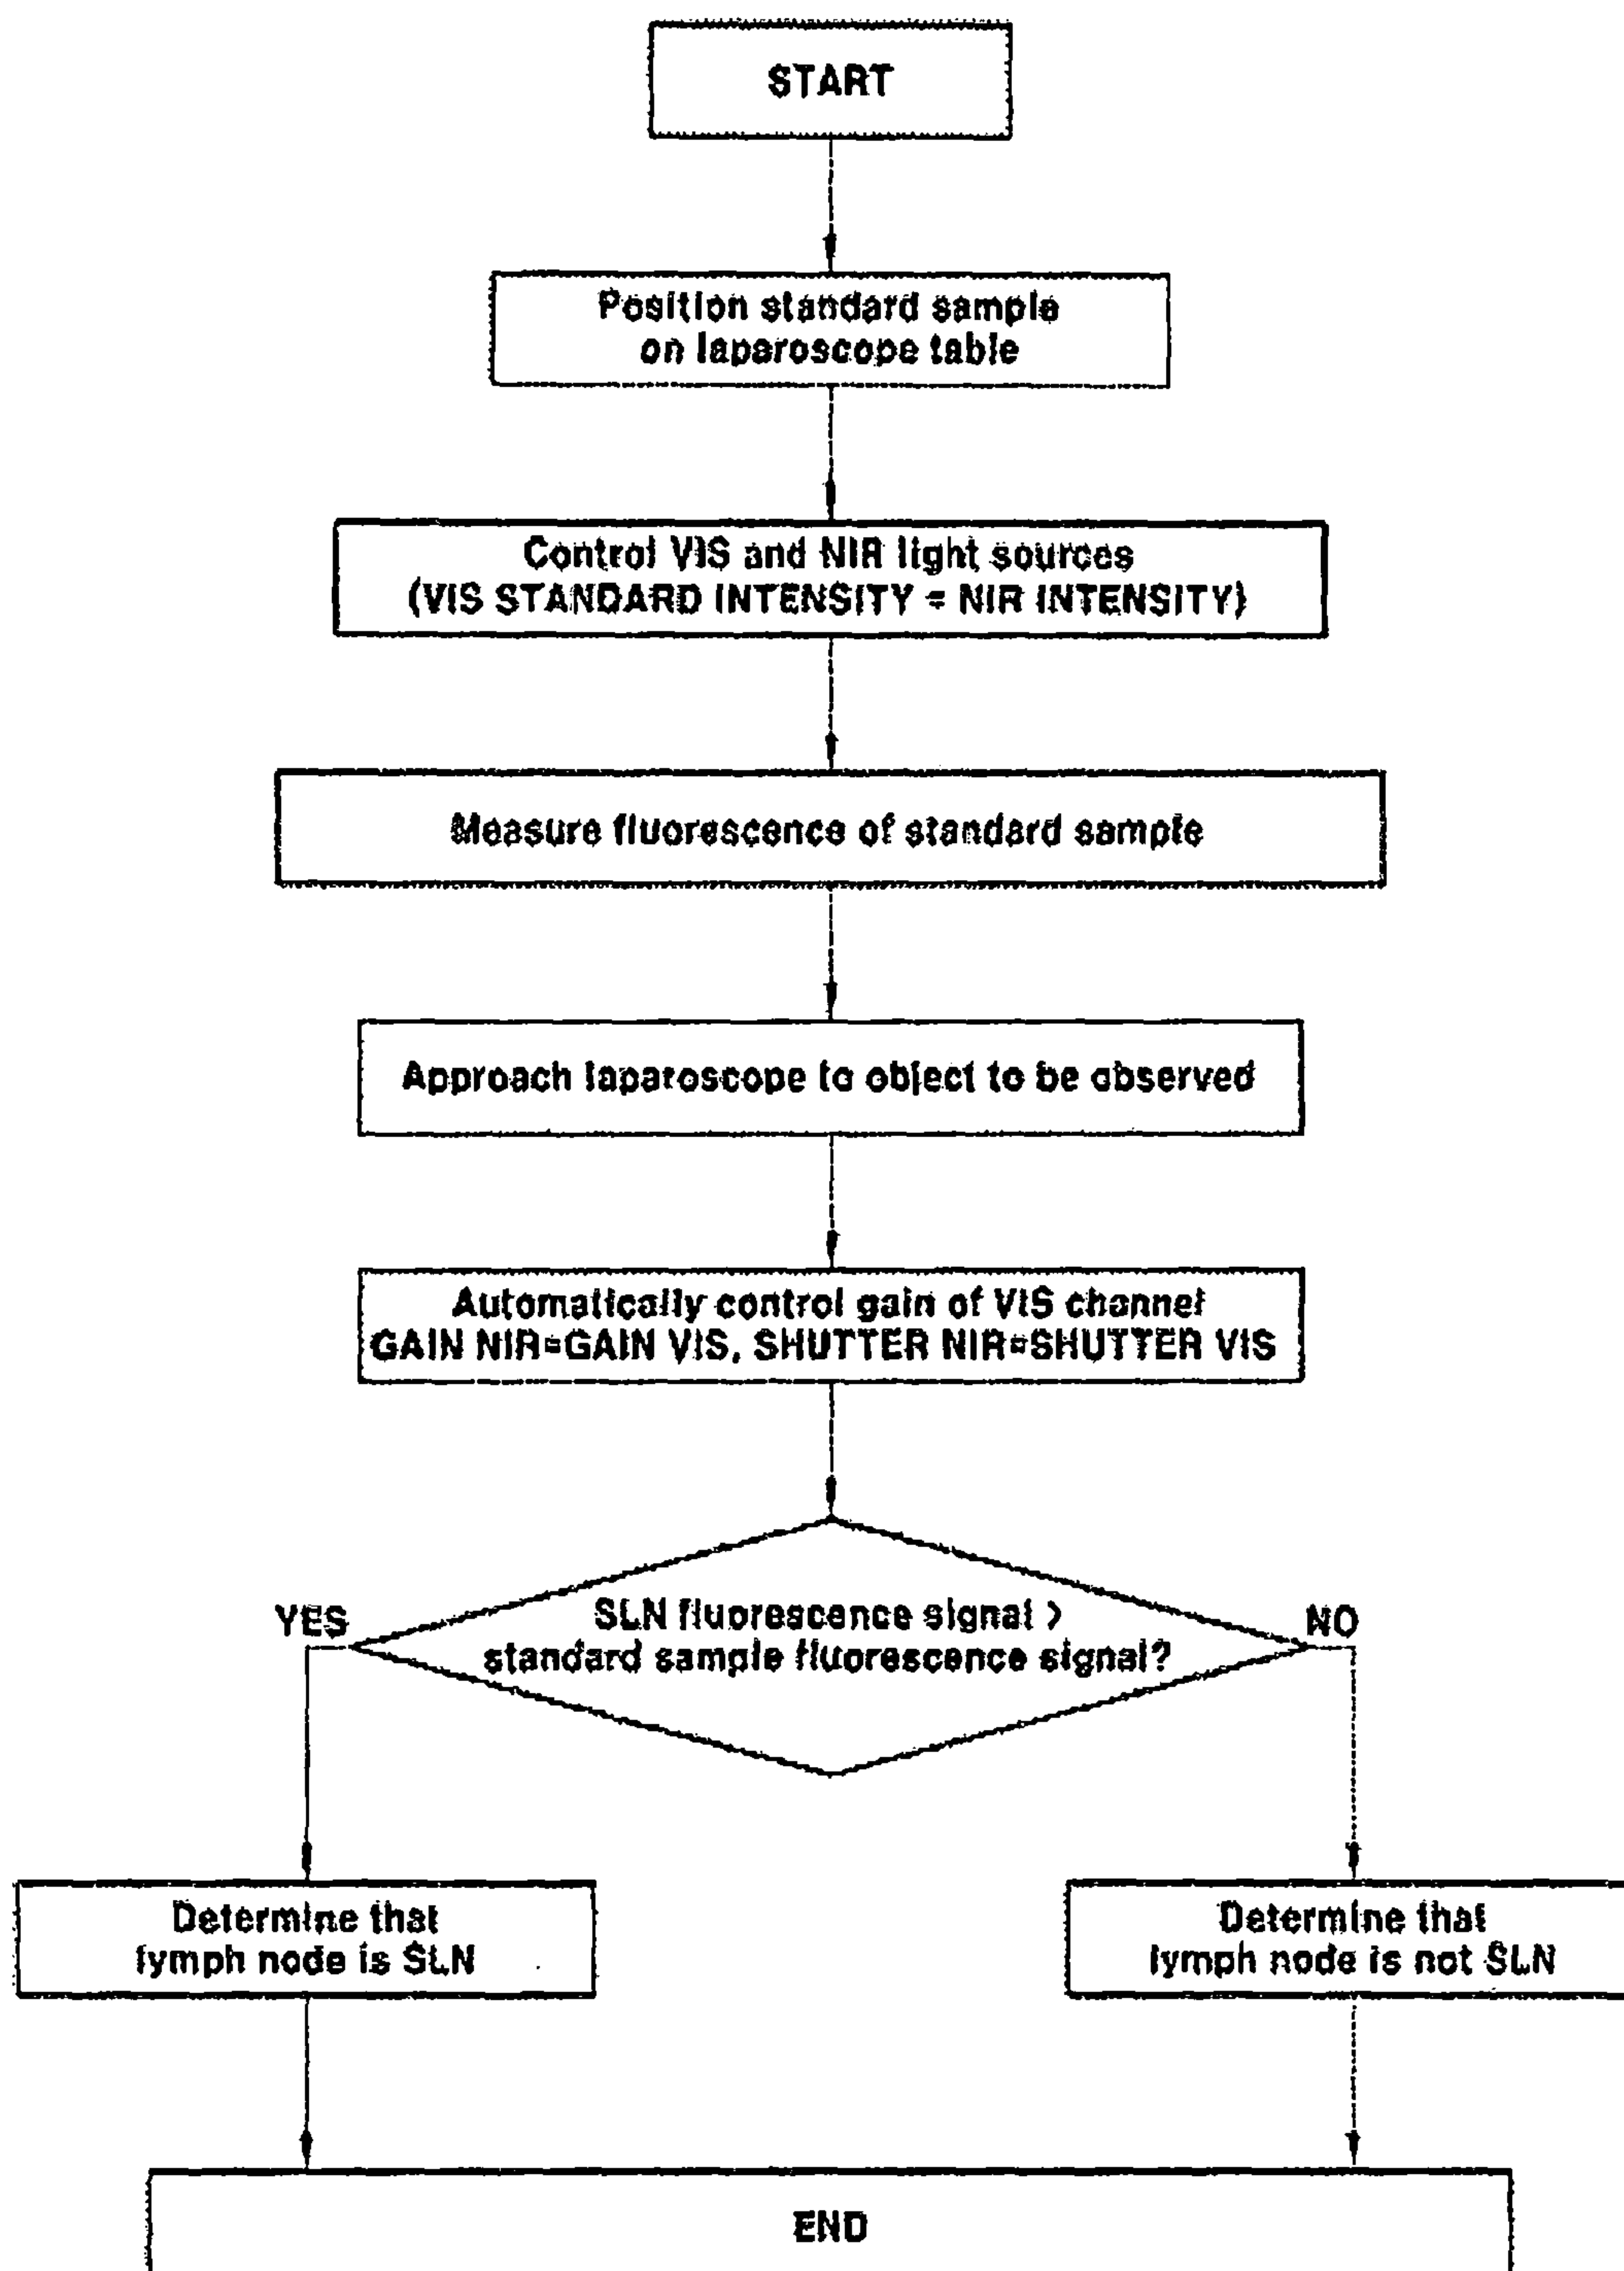 START
Position standard sample
on laparoscope table
Control VIS and NIR light sources
(VIS STANDARD INTENSITY = NIR INTENSITY)
Measure fluorescence of standard sample
Approach laparoscope to object to be observed
Automatically control gain of VIS channel
GAIN NIR=GAIN VIS, SHUTTER NIR=SHUTTER VIS
SLN fluorescence signal >
standard sample fluorescence signal?
YES
NO
Determine that
lymph node is SLN
Determine that
lymph node is not SLN
END